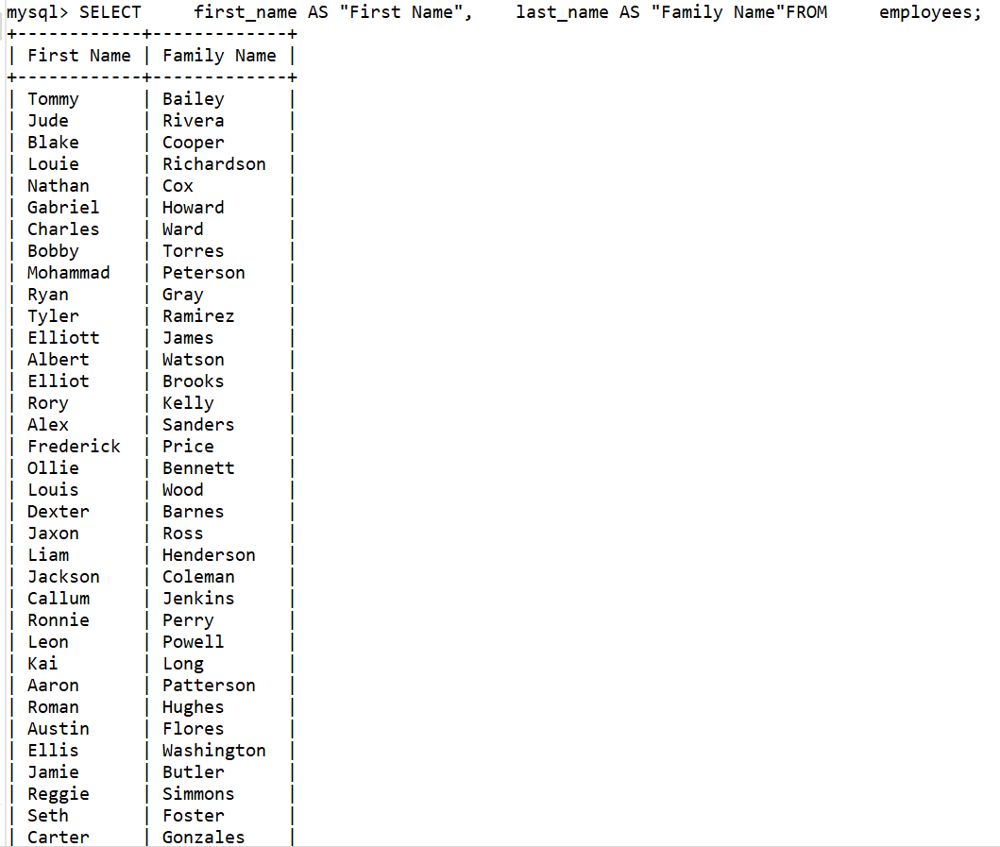 mysql> SELECT     first_name AS "First Name",    last_name AS "Family Name"FROM     employees;
+------------+-------------+
| First Name | Family Name |
+------------+-------------+
| Tommy      | Bailey      |
| Jude       | Rivera      |
| Blake      | Cooper      |
| Louie      | Richardson  |
| Nathan     | Cox         |
| Gabriel    | Howard      |
| Charles    | Ward        |
| Bobby      | Torres      |
| Mohammad   | Peterson    |
| Ryan       | Gray        |
| Tyler      | Ramirez     |
| Elliott    | James       |
| Albert     | Watson      |
| Elliot     | Brooks      |
| Rory       | Kelly       |
| Alex       | Sanders     |
| Frederick  | Price       |
| Ollie      | Bennett     |
| Louis      | Wood        |
| Dexter     | Barnes      |
| Jaxon      | Ross        |
| Liam       | Henderson   |
| Jackson    | Coleman     |
| Callum     | Jenkins     |
| Ronnie     | Perry       |
| Leon       | Powell      |
| Kai        | Long        |
| Aaron      | Patterson   |
| Roman      | Hughes      |
| Austin     | Flores      |
| Ellis      | Washington  |
| Jamie      | Butler      |
| Reggie     | Simmons     |
| Seth       | Foster      |
| Carter     | Gonzales    |